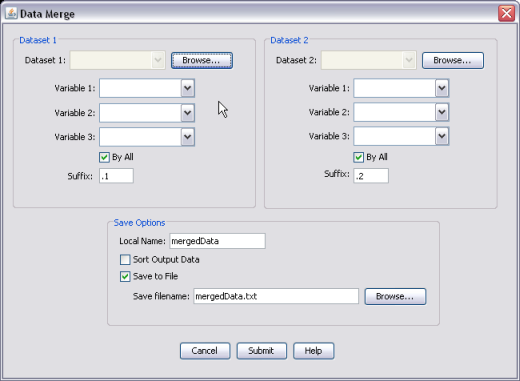 Data Merge
Dataset 1
Dataset 1: Browse...
Variable 1:
Variable 2:
Variable 3:
By All
Suffix: .1
Dataset 2
Dataset 2: Browse...
Variable 1:
Variable 2:
Variable 3:
By All
Suffix: .2
Save Options
Local Name: mergedData
Sort Output Data
Save to File
Save filename: mergedData.txt Browse...
Cancel Submit Help